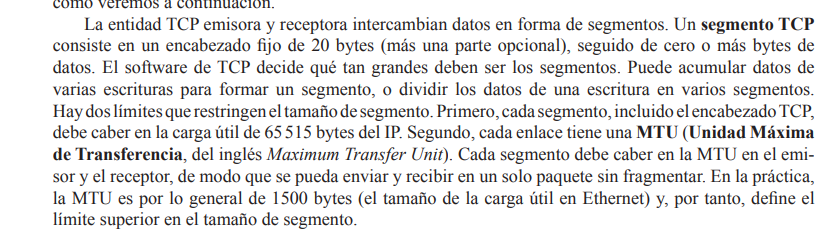 como veremos a continuación.
La entidad TCP emisora y receptora intercambian datos en forma de segmentos. Un segmento TCP
consiste en un encabezado fijo de 20 bytes (más una parte opcional), seguido de cero o más bytes de
datos. El software de TCP decide qué tan grandes deben ser los segmentos. Puede acumular datos de
varias escrituras para formar un segmento, o dividir los datos de una escritura en varios segmentos.
Hay dos límites que restringen el tamaño de segmento. Primero, cada segmento, incluido el encabezado TCP,
debe caber en la carga útil de 65 515 bytes del IP. Segundo, cada enlace tiene una MTU (Unidad Máxima
de Transferencia, del inglés Maximum Transfer Unit). Cada segmento debe caber en la MTU en el emi-
sor y el receptor, de modo que se pueda enviar y recibir en un solo paquete sin fragmentar. En la práctica,
la MTU es por lo general de 1500 bytes (el tamaño de la carga útil en Ethernet) y, por tanto, define el
límite superior en el tamaño de segmento.